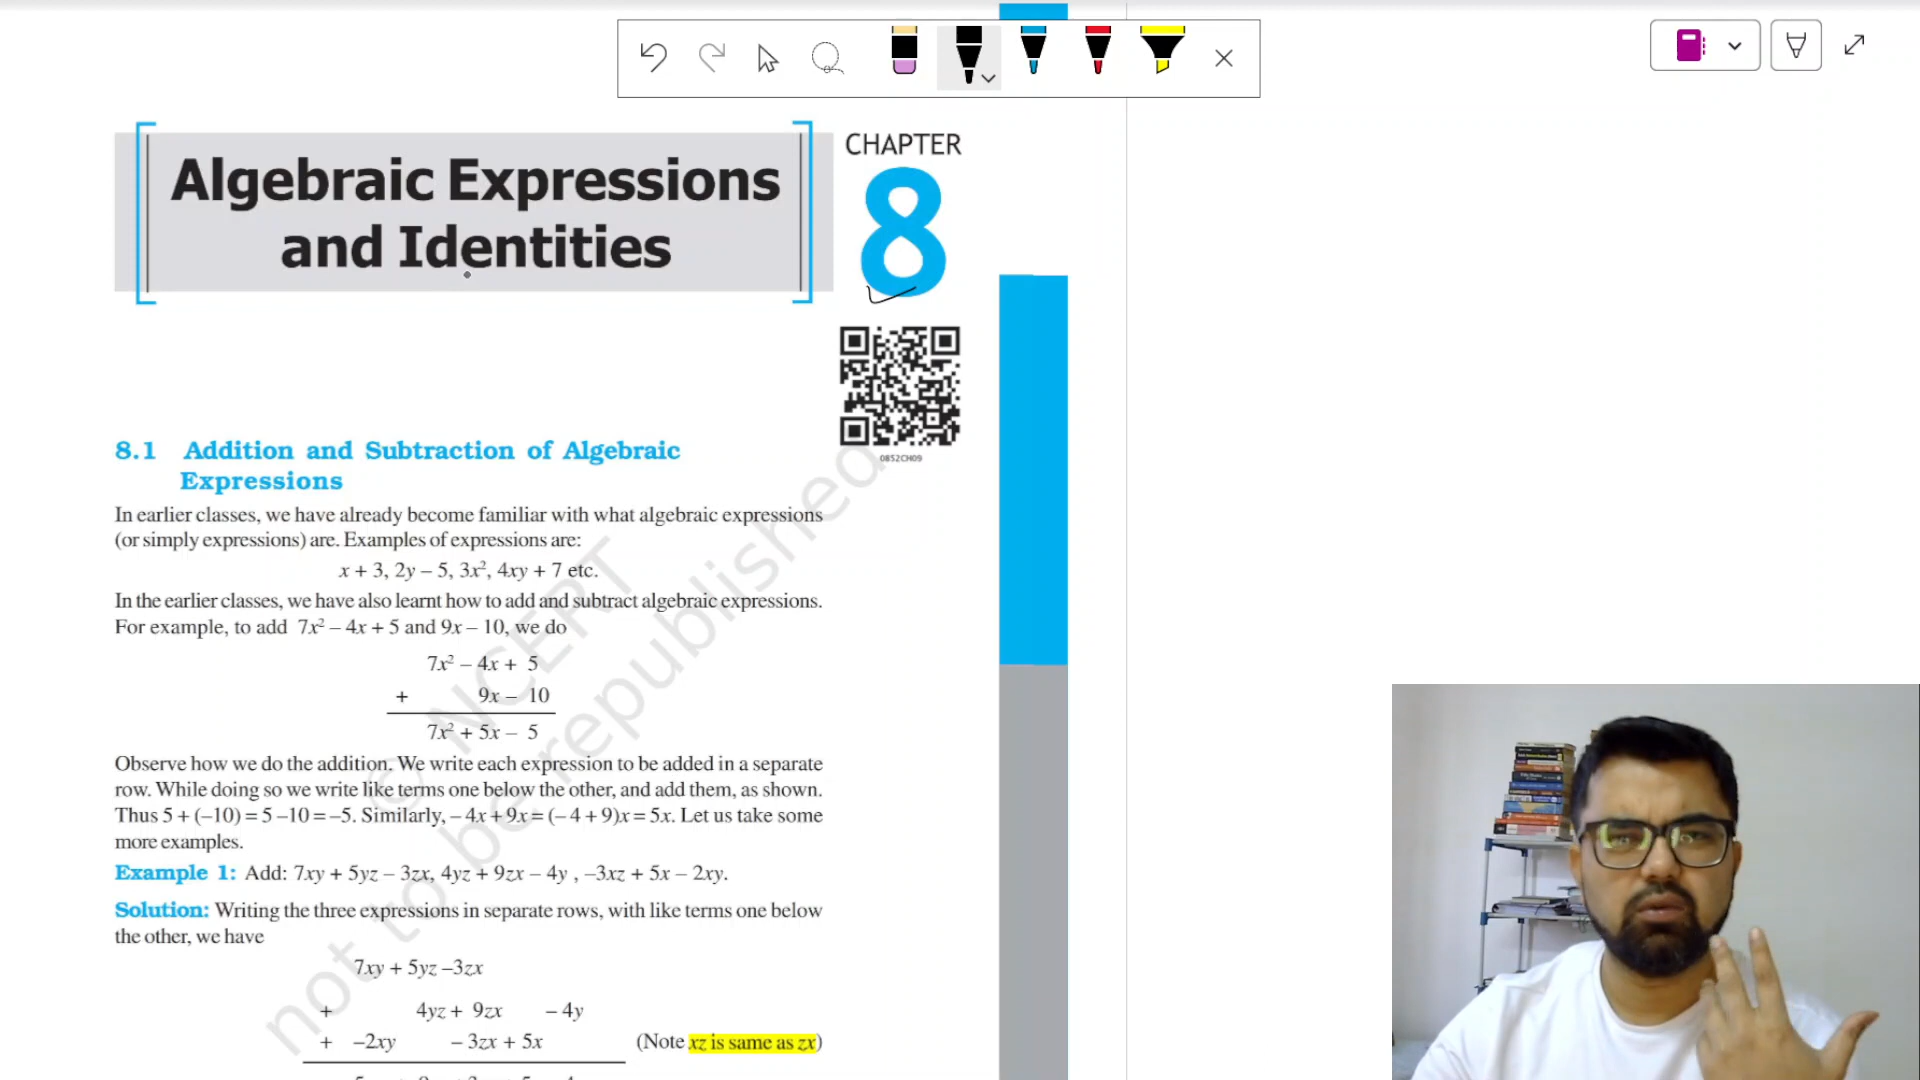 CHAPTER
8
Algebraic Expressions
and Identities
0852CH09
8.1 Addition and Subtraction of Algebraic
Expressions
In earlier classes, we have already become familiar with what algebraic expressions
(or simply expressions) are. Examples of expressions are:
x + 3, 2y – 5, 3x², 4xy + 7 etc.
In the earlier classes, we have also learnt how to add and subtract algebraic expressions.
For example, to add 7x² – 4x + 5 and 9x – 10, we do
7x² – 4x + 5
+ 9x – 10
7x² + 5x – 5
Observe how we do the addition. We write each expression to be added in a separate
row. While doing so we write like terms one below the other, and add them, as shown.
Thus 5 + (–10) = 5 –10 = –5. Similarly, – 4x + 9x = (– 4 + 9)x = 5x. Let us take some
more examples.
Example 1: Add: 7xy + 5yz – 3zx, 4yz + 9zx – 4y , –3xz + 5x – 2xy.
Solution: Writing the three expressions in separate rows, with like terms one below
the other, we have
7xy + 5yz –3zx
+ 4yz + 9zx – 4y
+ –2xy – 3zx + 5x (Note xz is same as zx)
© NCERT
not to be republished